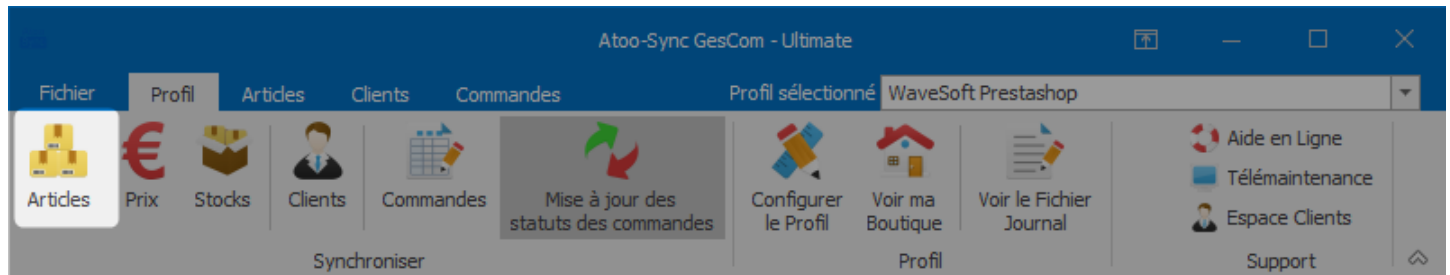 Atoo-Sync GesCom - Ultimate
Fichier Profil Articles Clients Commandes Profil sélectionné WaveSoft Prestashop
Articles Prix Stocks Clients Commandes Mise à jour des statuts des commandes Configurer le Profil Voir ma Boutique Voir le Fichier Journal
Aide en Ligne
Télémaintenance
Espace Clients
Synchroniser Profil Support